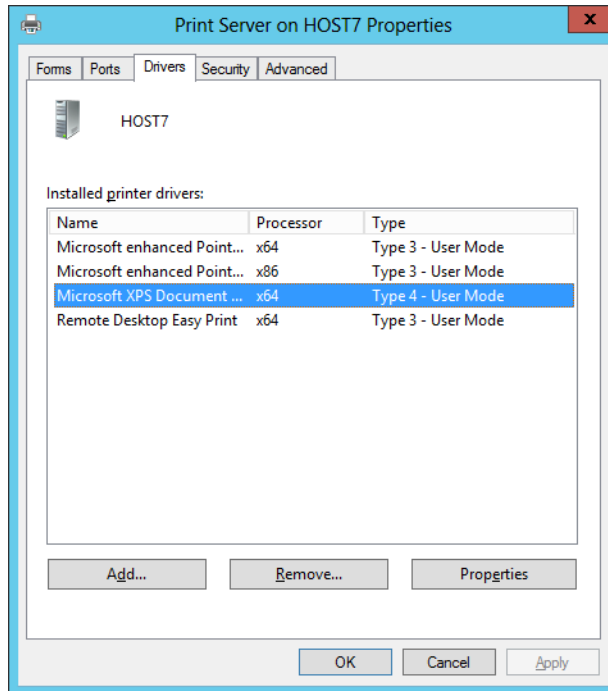 Print Server on HOST7 Properties
x
Forms Ports Drivers Security Advanced
HOST7
Installed printer drivers:
Name Processor Type
Microsoft enhanced Point... x64 Type 3 - User Mode
Microsoft enhanced Point... x86 Type 3 - User Mode
Microsoft XPS Document ... x64 Type 4 - User Mode
Remote Desktop Easy Print x64 Type 3 - User Mode
Add... Remove... Properties
OK Cancel Apply